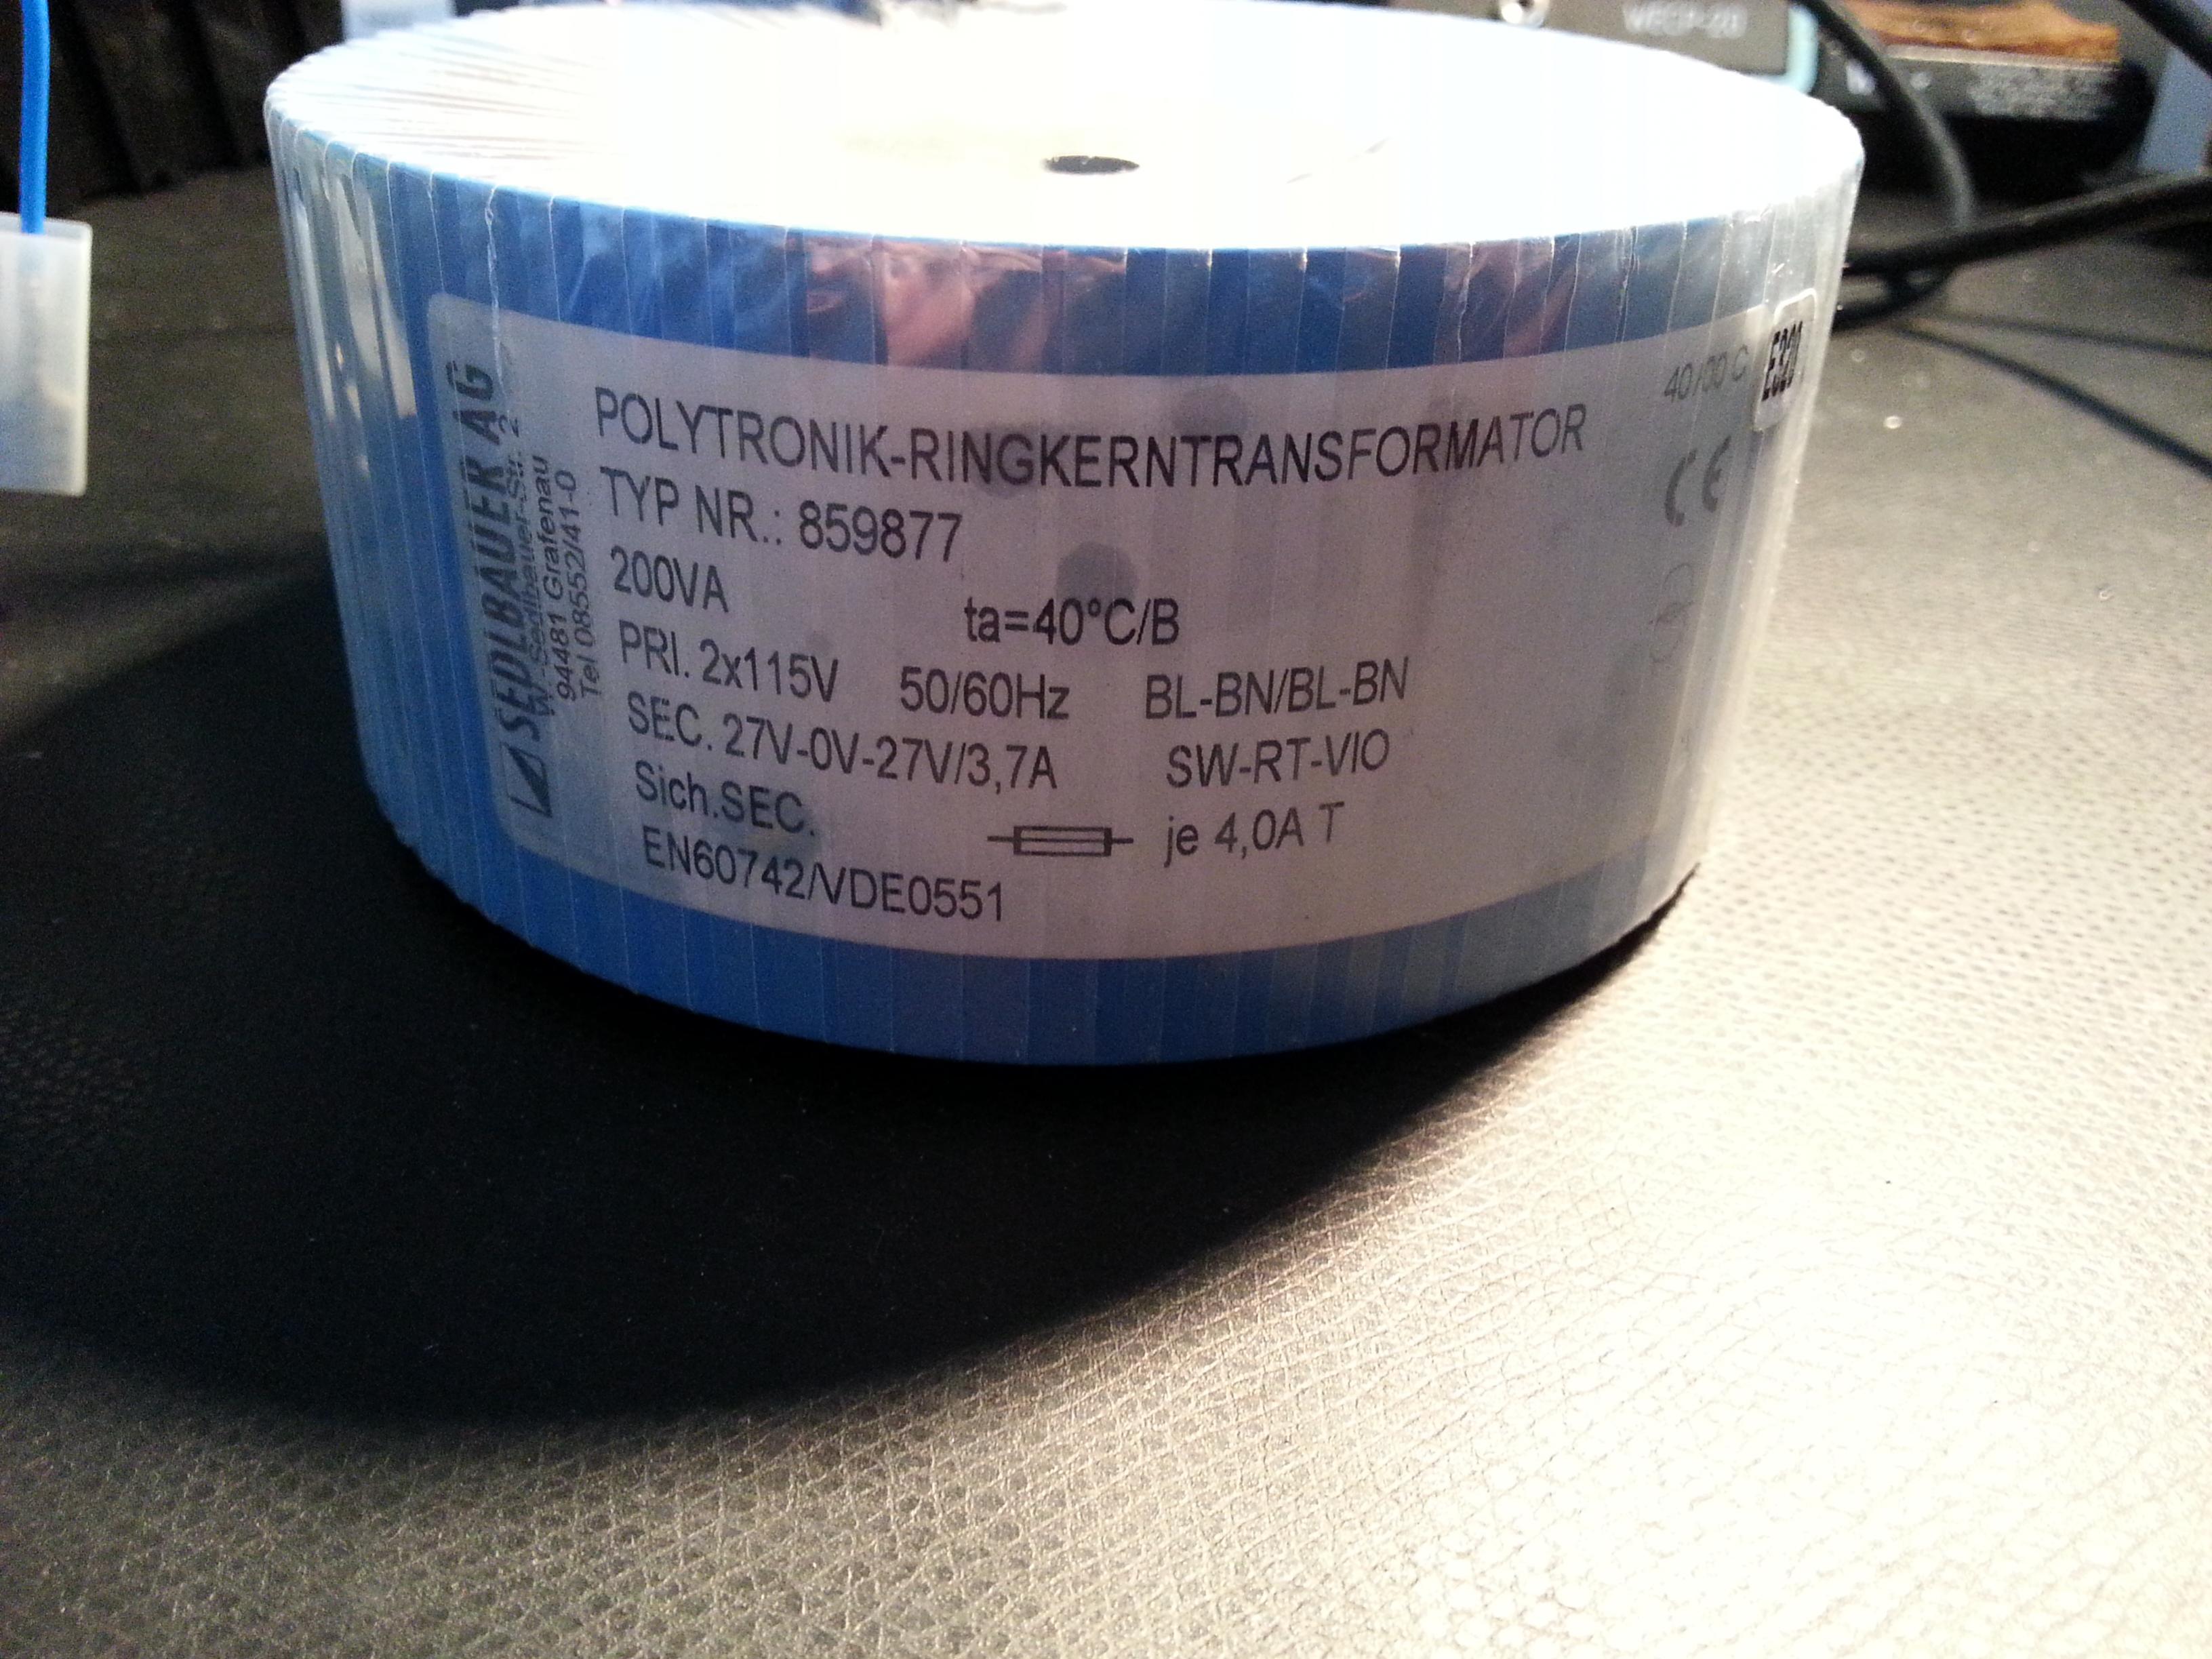 SEDLBAUER AG
W.-Sedlbauer-Str. 2
94481 Grafenau
Tel 08552/41-0
POLYTRONIK-RINGKERNTRANSFORMATOR
TYP NR.: 859877
200VA ta=40°C/B
PRI. 2x115V 50/60Hz BL-BN/BL-BN
SEC. 27V-0V-27V/3,7A SW-RT-VIO
Sich.SEC. je 4,0A T
EN60742/VDE0551
CE